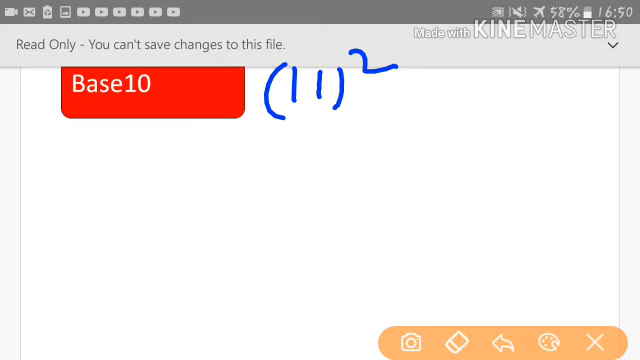 58% 16:50
Made with KINEMASTER
Read Only - You can't save changes to this file.
Base10 (11)²